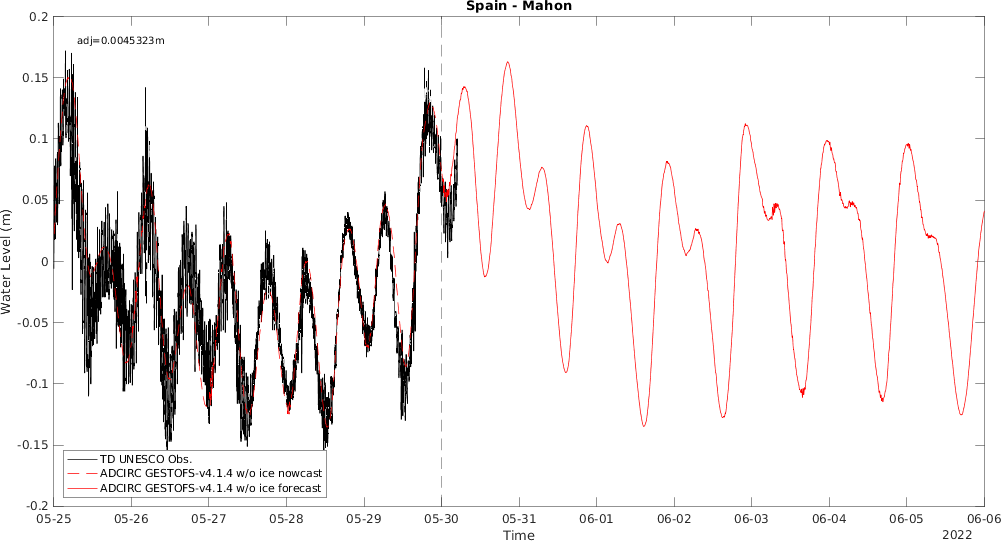 Spain - Mahon
adj=0.0045323m
0.2
0.15
0.1
0.05
0
-0.05
-0.1
-0.15
-0.2
Water Level (m)
TD UNESCO Obs.
ADCIRC GESTOFS-v4.1.4 w/o ice nowcast
ADCIRC GESTOFS-v4.1.4 w/o ice forecast
05-25 05-26 05-27 05-28 05-29 05-30 05-31 06-01 06-02 06-03 06-04 06-05 06-06
Time
2022